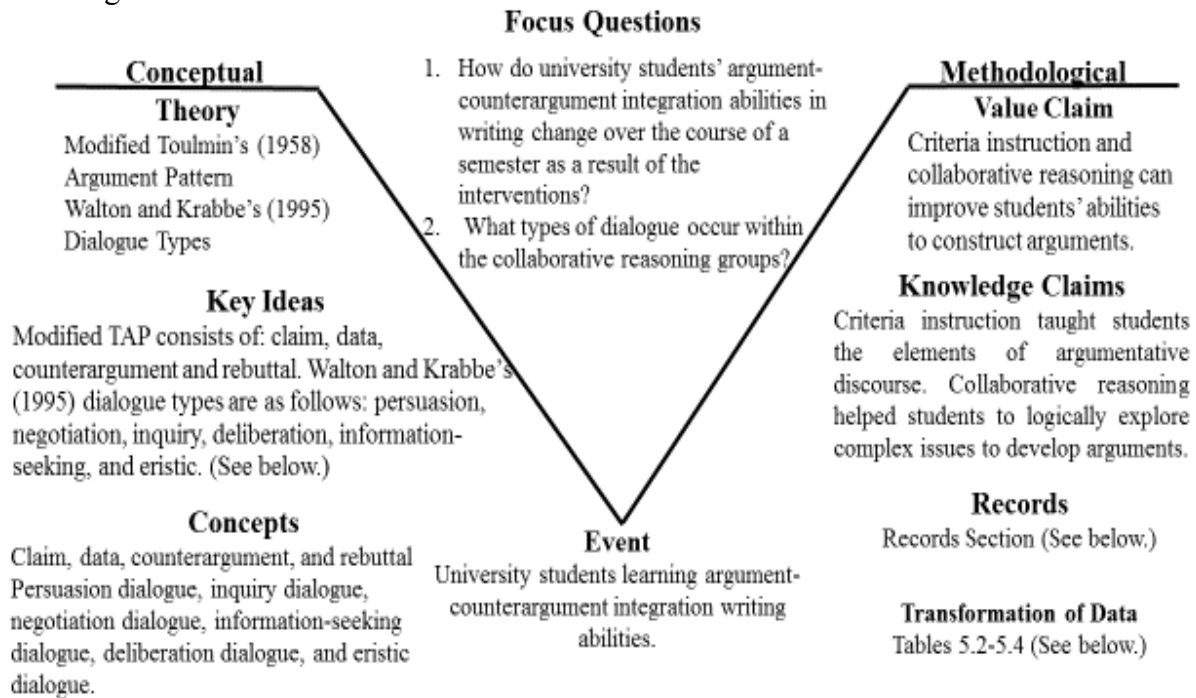 Focus Questions
1. How do university students' argument-
counterargument integration abilities in
writing change over the course of a
semester as a result of the
interventions?
2. What types of dialogue occur within
the collaborative reasoning groups?
Conceptual
Theory
Modified Toulmin's (1958)
Argument Pattern
Walton and Krabbe's (1995)
Dialogue Types
Key Ideas
Modified TAP consists of: claim, data,
counterargument and rebuttal. Walton and Krabbe's
(1995) dialogue types are as follows: persuasion,
negotiation, inquiry, deliberation, information-
seeking, and eristic. (See below.)
Concepts
Claim, data, counterargument, and rebuttal
Persuasion dialogue, inquiry dialogue,
negotiation dialogue, information-seeking
dialogue, deliberation dialogue, and eristic
dialogue.
Event
University students learning argument-
counterargument integration writing
abilities.
Methodological
Value Claim
Criteria instruction and
collaborative reasoning can
improve students' abilities
to construct arguments.
Knowledge Claims
Criteria instruction taught students
the elements of argumentative
discourse. Collaborative reasoning
helped students to logically explore
complex issues to develop arguments.
Records
Records Section (See below.)
Transformation of Data
Tables 5.2-5.4 (See below.)